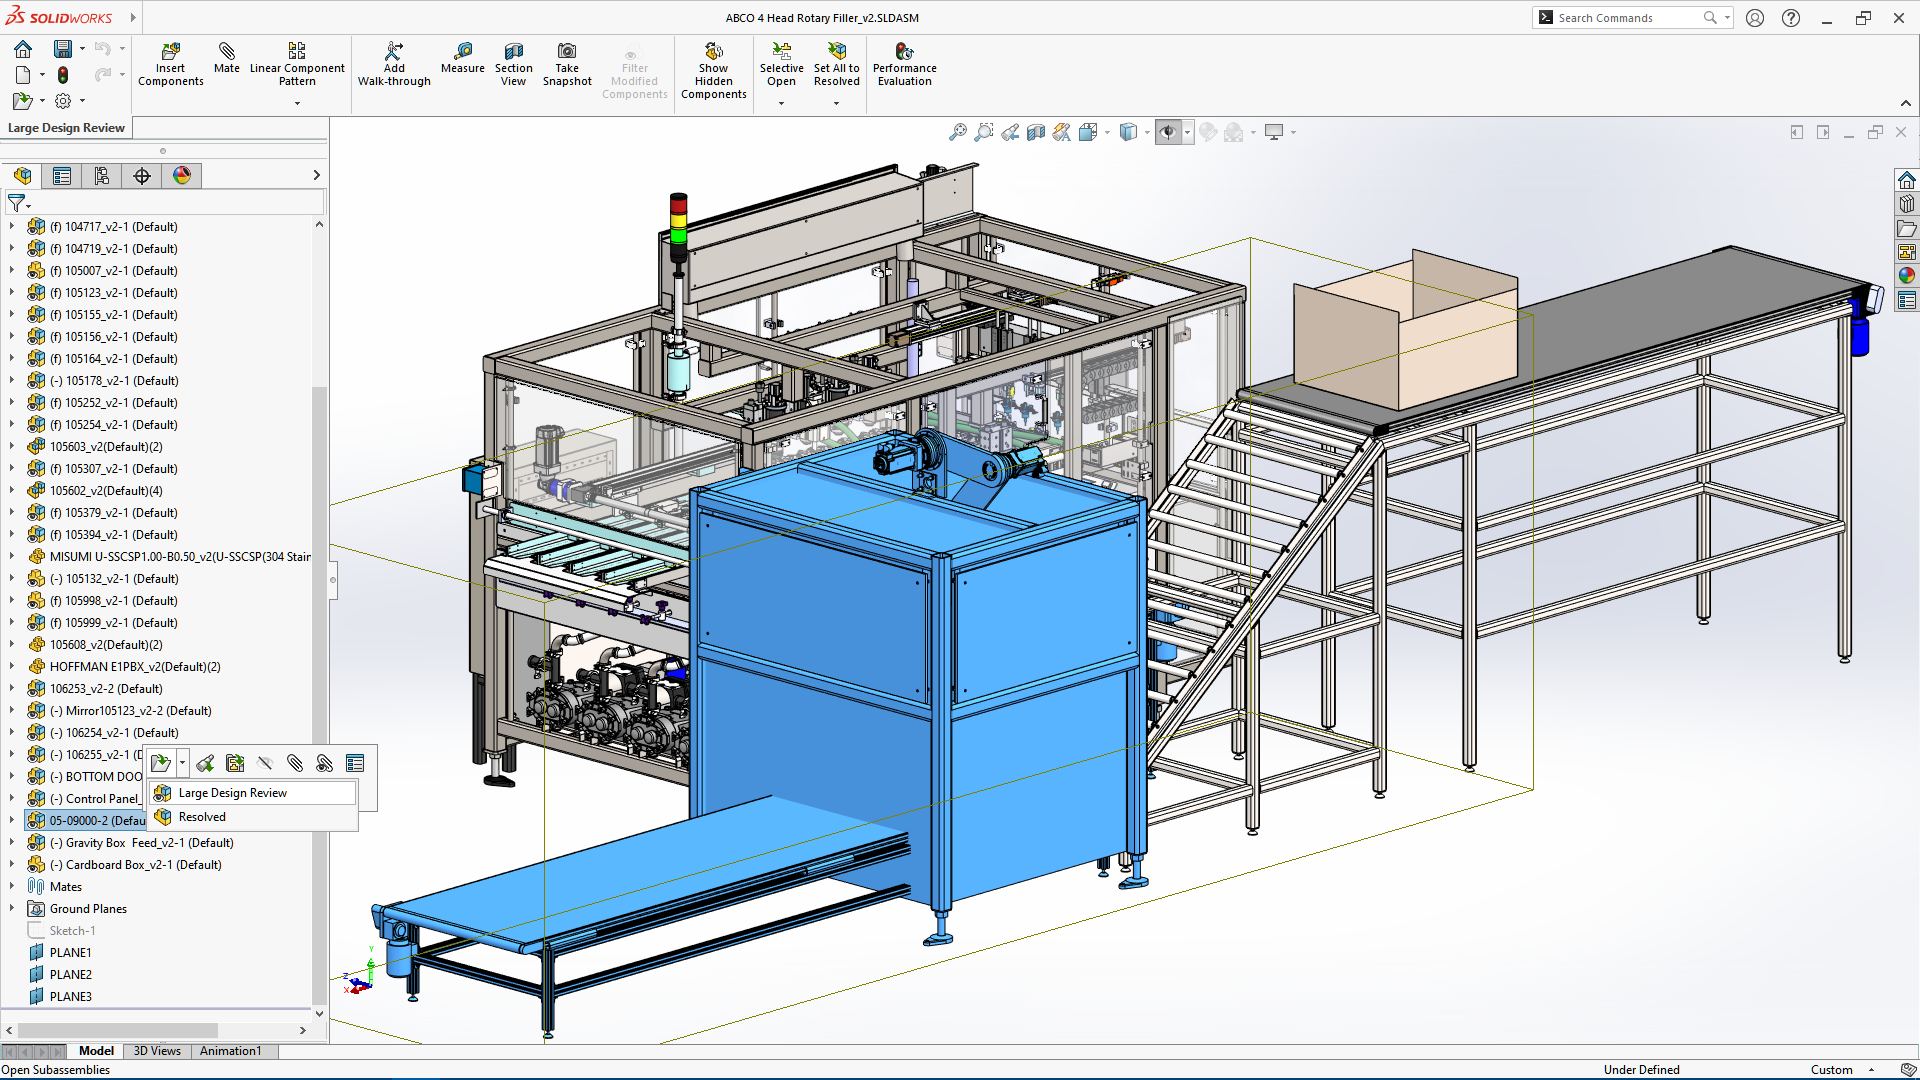 SOLIDWORKS
ABCO 4 Head Rotary Filler_v2.SLDASM
Search Commands
Insert Components
Mate
Linear Component Pattern
Add Walk-through
Measure
Section View
Take Snapshot
Filter Modified Components
Show Hidden Components
Selective Open
Set All to Resolved
Performance Evaluation
Large Design Review
(f) 104717_v2-1 (Default)
(f) 104719_v2-1 (Default)
(f) 105007_v2-1 (Default)
(f) 105123_v2-1 (Default)
(f) 105155_v2-1 (Default)
(f) 105156_v2-1 (Default)
(f) 105164_v2-1 (Default)
(-) 105178_v2-1 (Default)
(f) 105252_v2-1 (Default)
(f) 105254_v2-1 (Default)
105603_v2(Default)(2)
(f) 105307_v2-1 (Default)
105602_v2(Default)(4)
(f) 105379_v2-1 (Default)
(f) 105394_v2-1 (Default)
MISUMI U-SSCSP1.00-B0.50_v2(U-SSCSP(304 Stain
(-) 105132_v2-1 (Default)
(f) 105998_v2-1 (Default)
(f) 105999_v2-1 (Default)
105608_v2(Default)(2)
HOFFMAN E1PBX_v2(Default)(2)
106253_v2-2 (Default)
(-) Mirror105123_v2-2 (Default)
(-) 106254_v2-1 (Default)
(-) 106255_v2-1 (D
(-) BOTTOM DOO
(-) Control Panel_
05-09000-2 (Defau
Large Design Review
Resolved
(-) Gravity Box Feed_v2-1 (Default)
(-) Cardboard Box_v2-1 (Default)
Mates
Ground Planes
Sketch-1
PLANE1
PLANE2
PLANE3
Y
Z
X
Model
3D Views
Animation1
Open Subassemblies
Under Defined
Custom